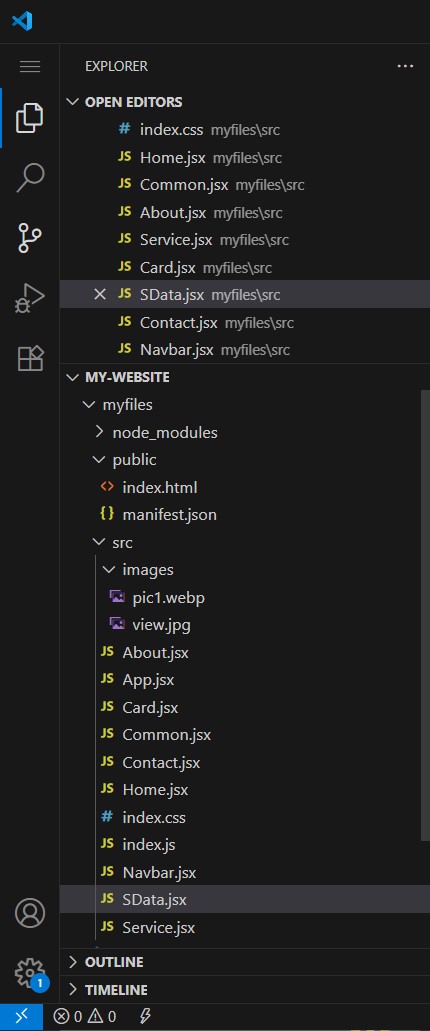 EXPLORER
OPEN EDITORS
# index.css myfiles\src
JS Home.jsx myfiles\src
JS Common.jsx myfiles\src
JS About.jsx myfiles\src
JS Service.jsx myfiles\src
JS Card.jsx myfiles\src
JS SData.jsx myfiles\src
JS Contact.jsx myfiles\src
JS Navbar.jsx myfiles\src
MY-WEBSITE
myfiles
node_modules
public
<> index.html
{} manifest.json
src
images
pic1.webp
view.jpg
JS About.jsx
JS App.jsx
JS Card.jsx
JS Common.jsx
JS Contact.jsx
JS Home.jsx
# index.css
JS index.js
JS Navbar.jsx
JS SData.jsx
JS Service.jsx
OUTLINE
1
TIMELINE
0 0